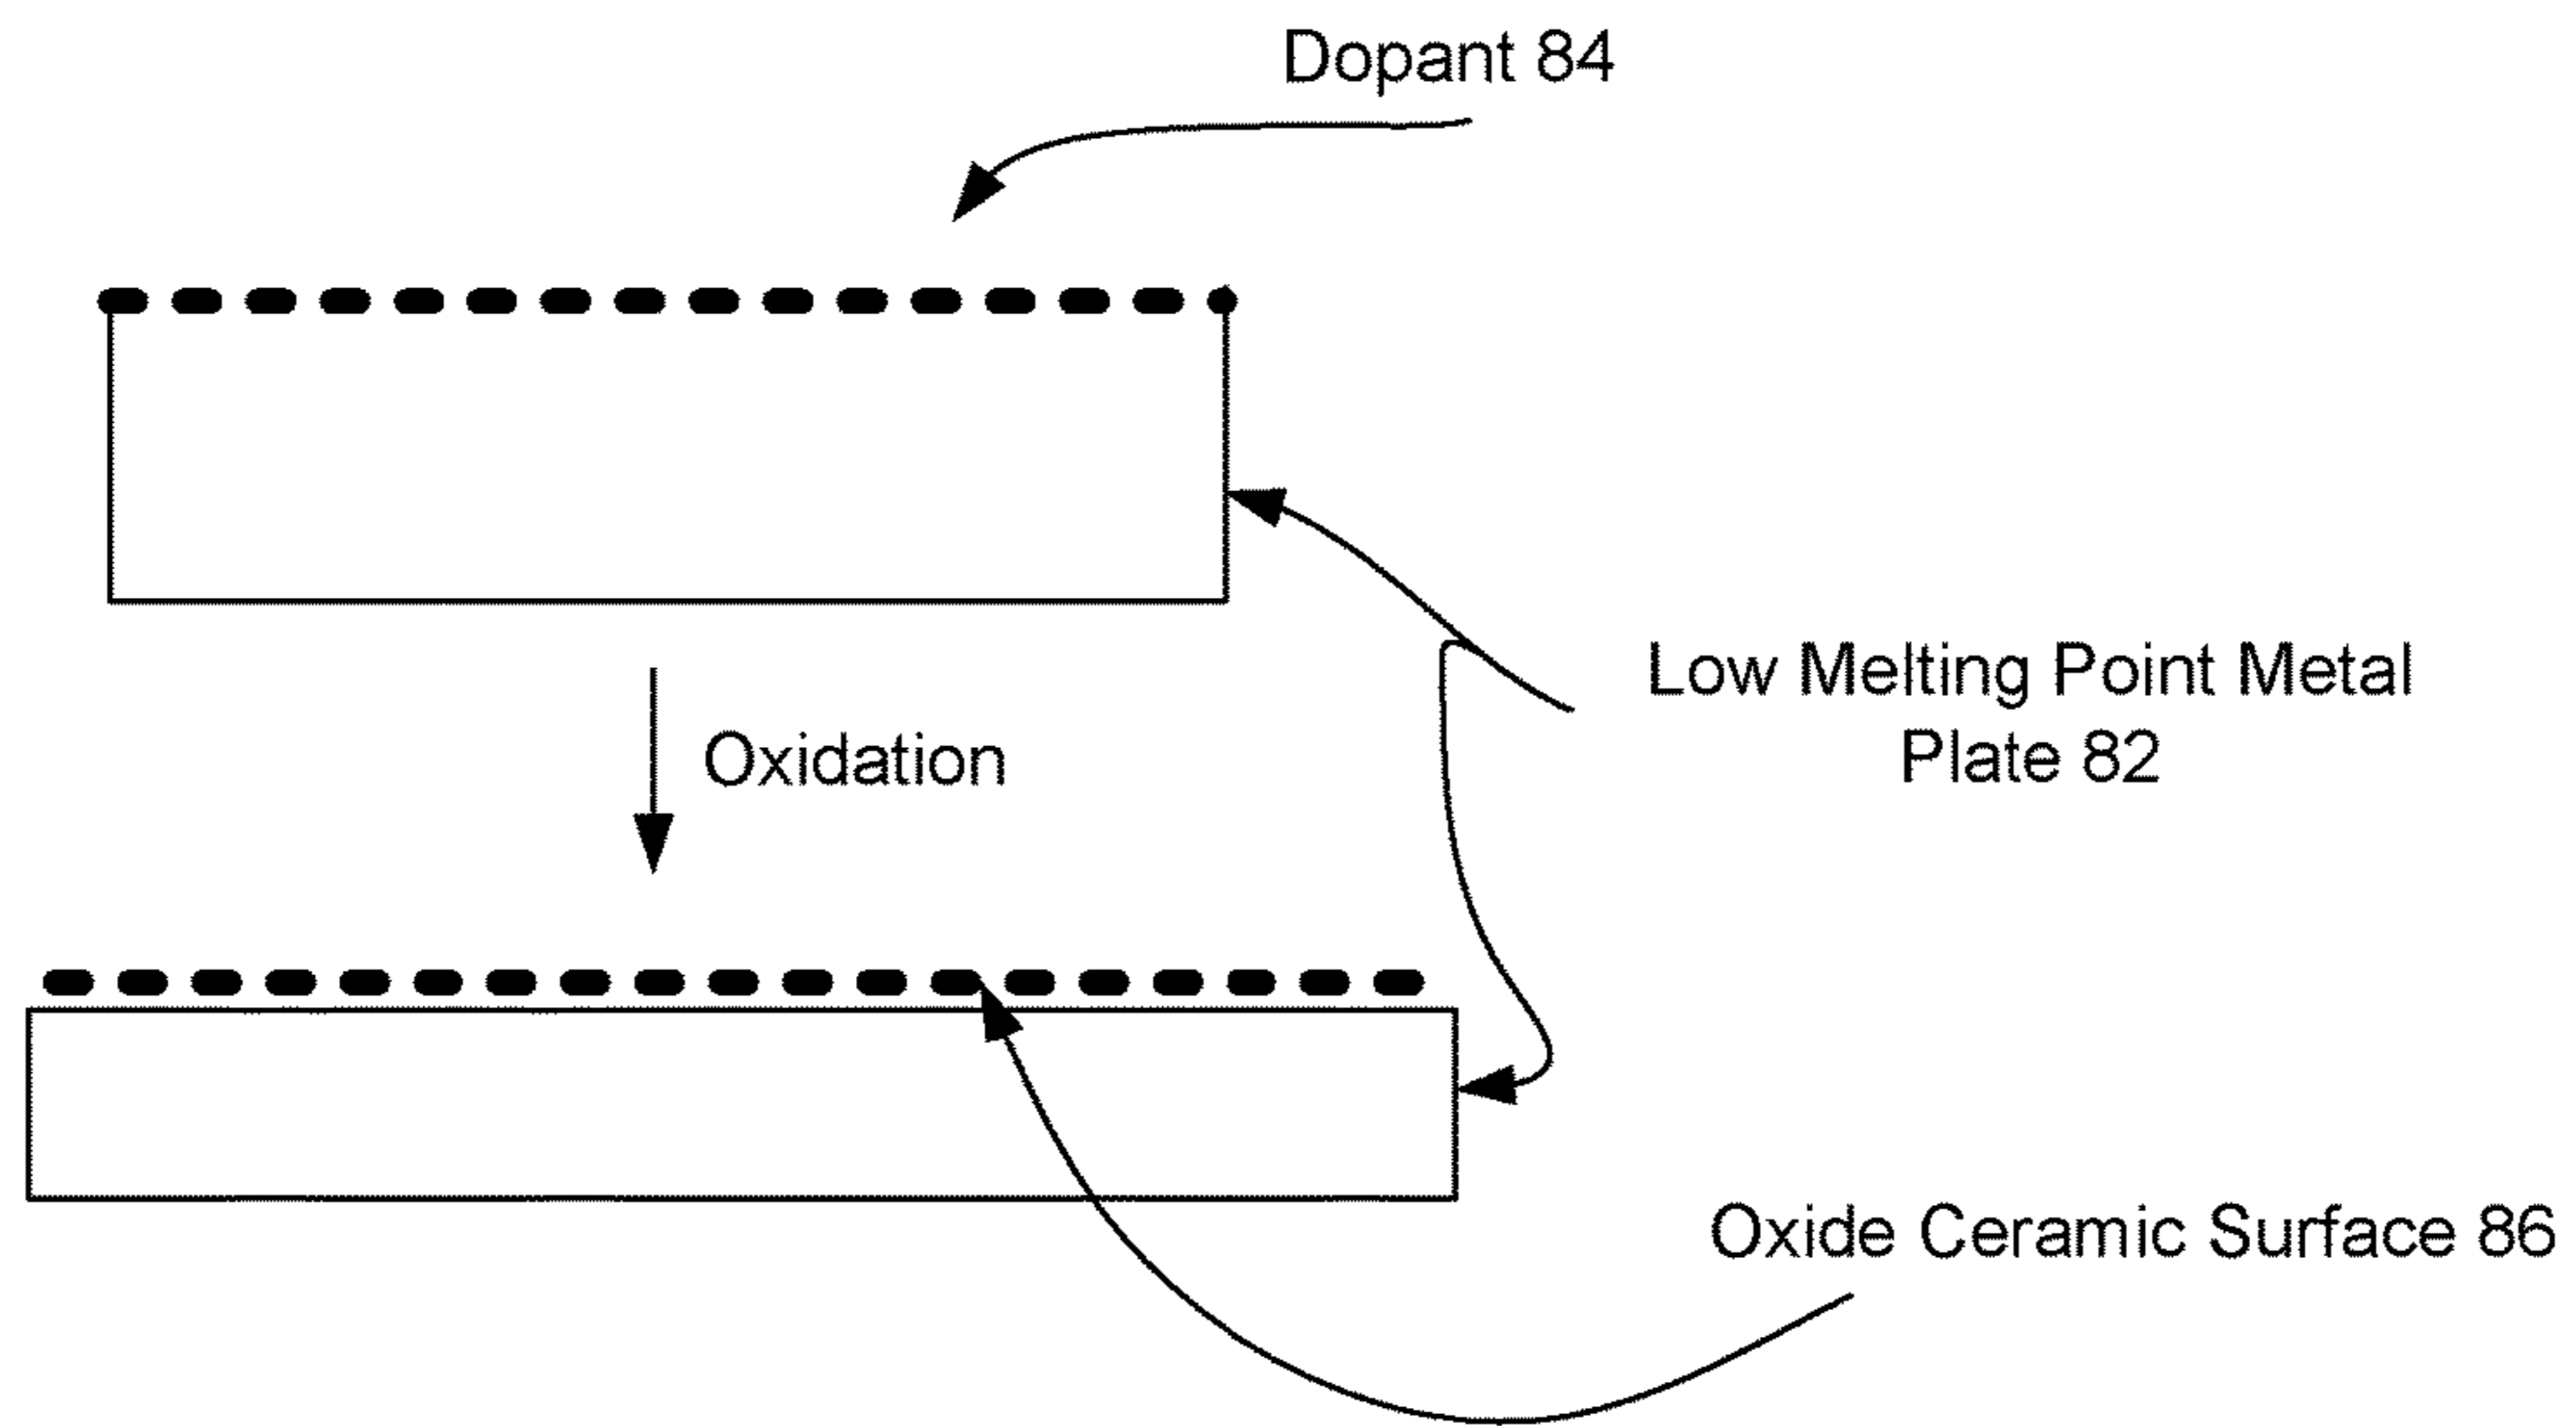 Dopant 84
Low Melting Point Metal
Plate 82
Oxidation
Oxide Ceramic Surface 86